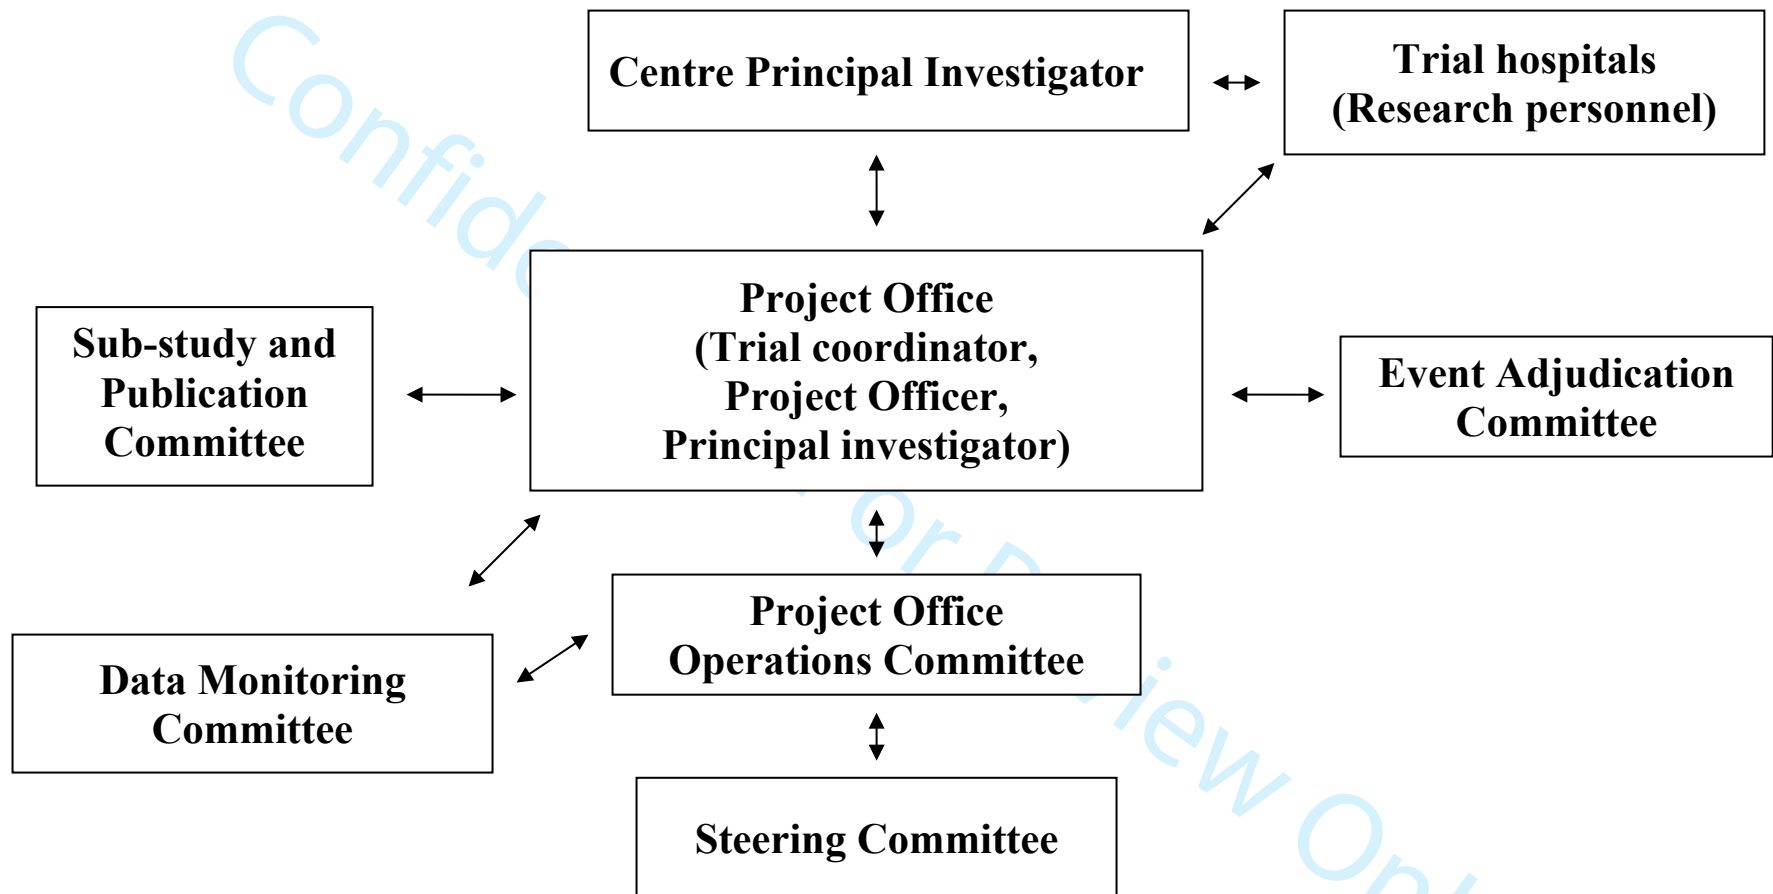 Centre Principal Investigator
Trial hospitals
(Research personnel)
Project Office
(Trial coordinator,
Project Officer,
Principal investigator)
Sub-study and
Publication
Committee
Event Adjudication
Committee
Project Office
Operations Committee
Data Monitoring
Committee
Steering Committee